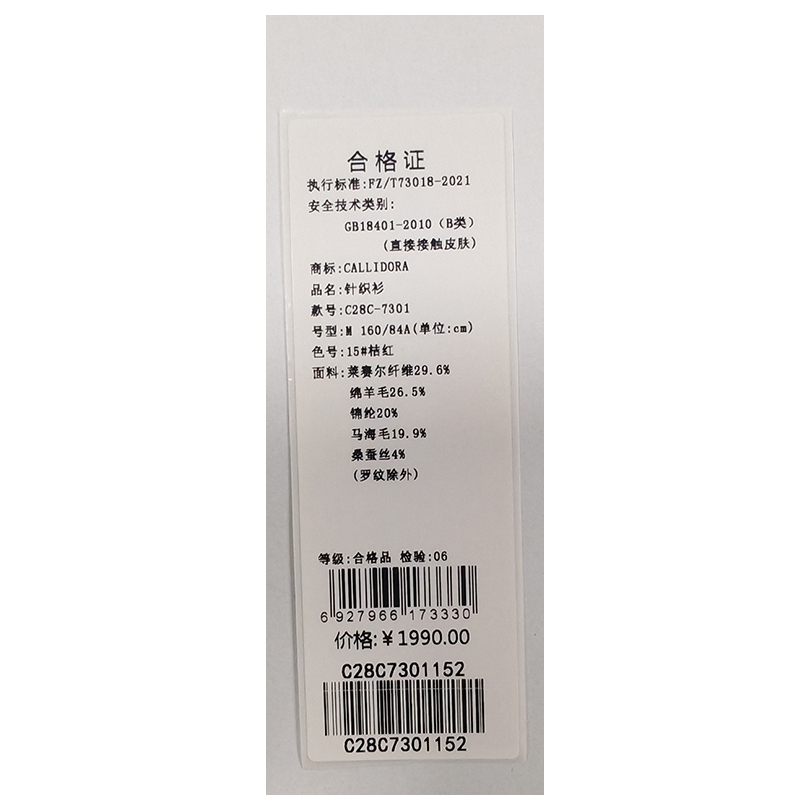 合格证
执行标准:FZ/T73018-2021
安全技术类别:
GB18401-2010（B类）
(直接接触皮肤)
商标:CALLIDORA
品名:针织衫
款号:C28C-7301
号型:M 160/84A(单位:cm)
色号:15#桔红
面料:莱赛尔纤维29.6%
绵羊毛26.5%
锦纶20%
马海毛19.9%
桑蚕丝4%
(罗纹除外)
等级:合格品 检验:06
6 927966 173330
价格:￥1990.00
C28C7301152
C28C7301152